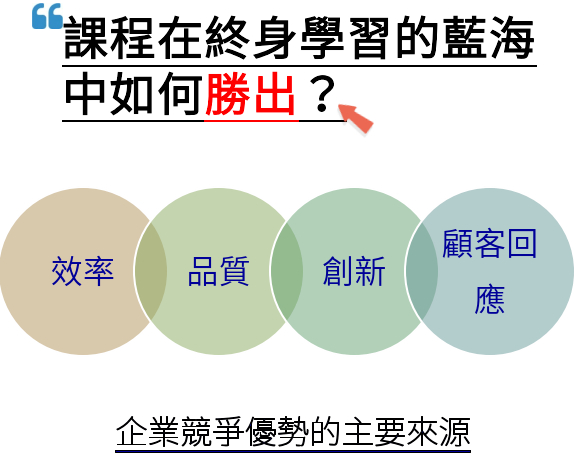 課程在終身學習的藍海
中如何勝出？
效率
品質
創新
顧客回
應
企業競爭優勢的主要來源